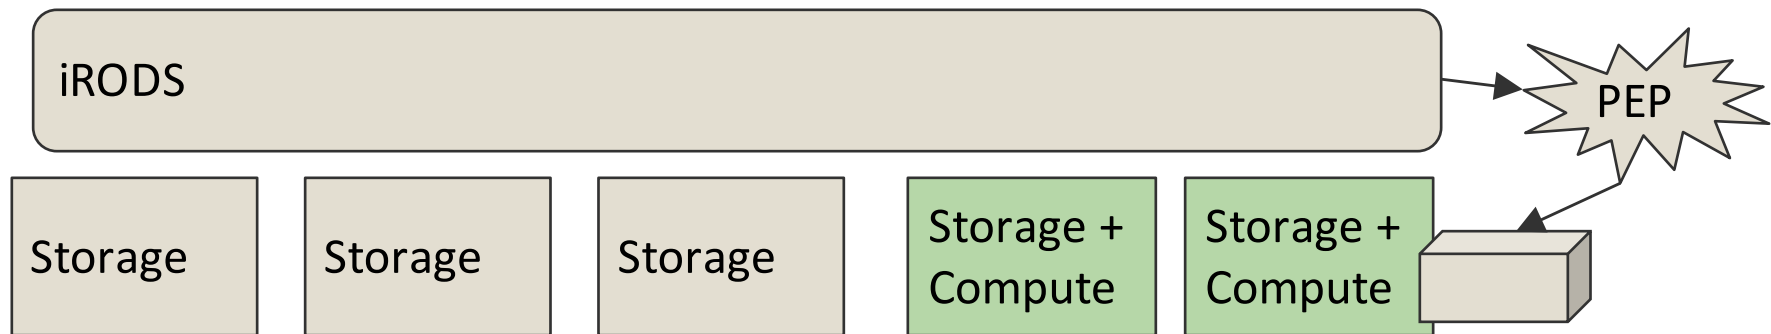 iRODS
PEP
Storage
Storage
Storage
Storage +
Compute
Storage +
Compute